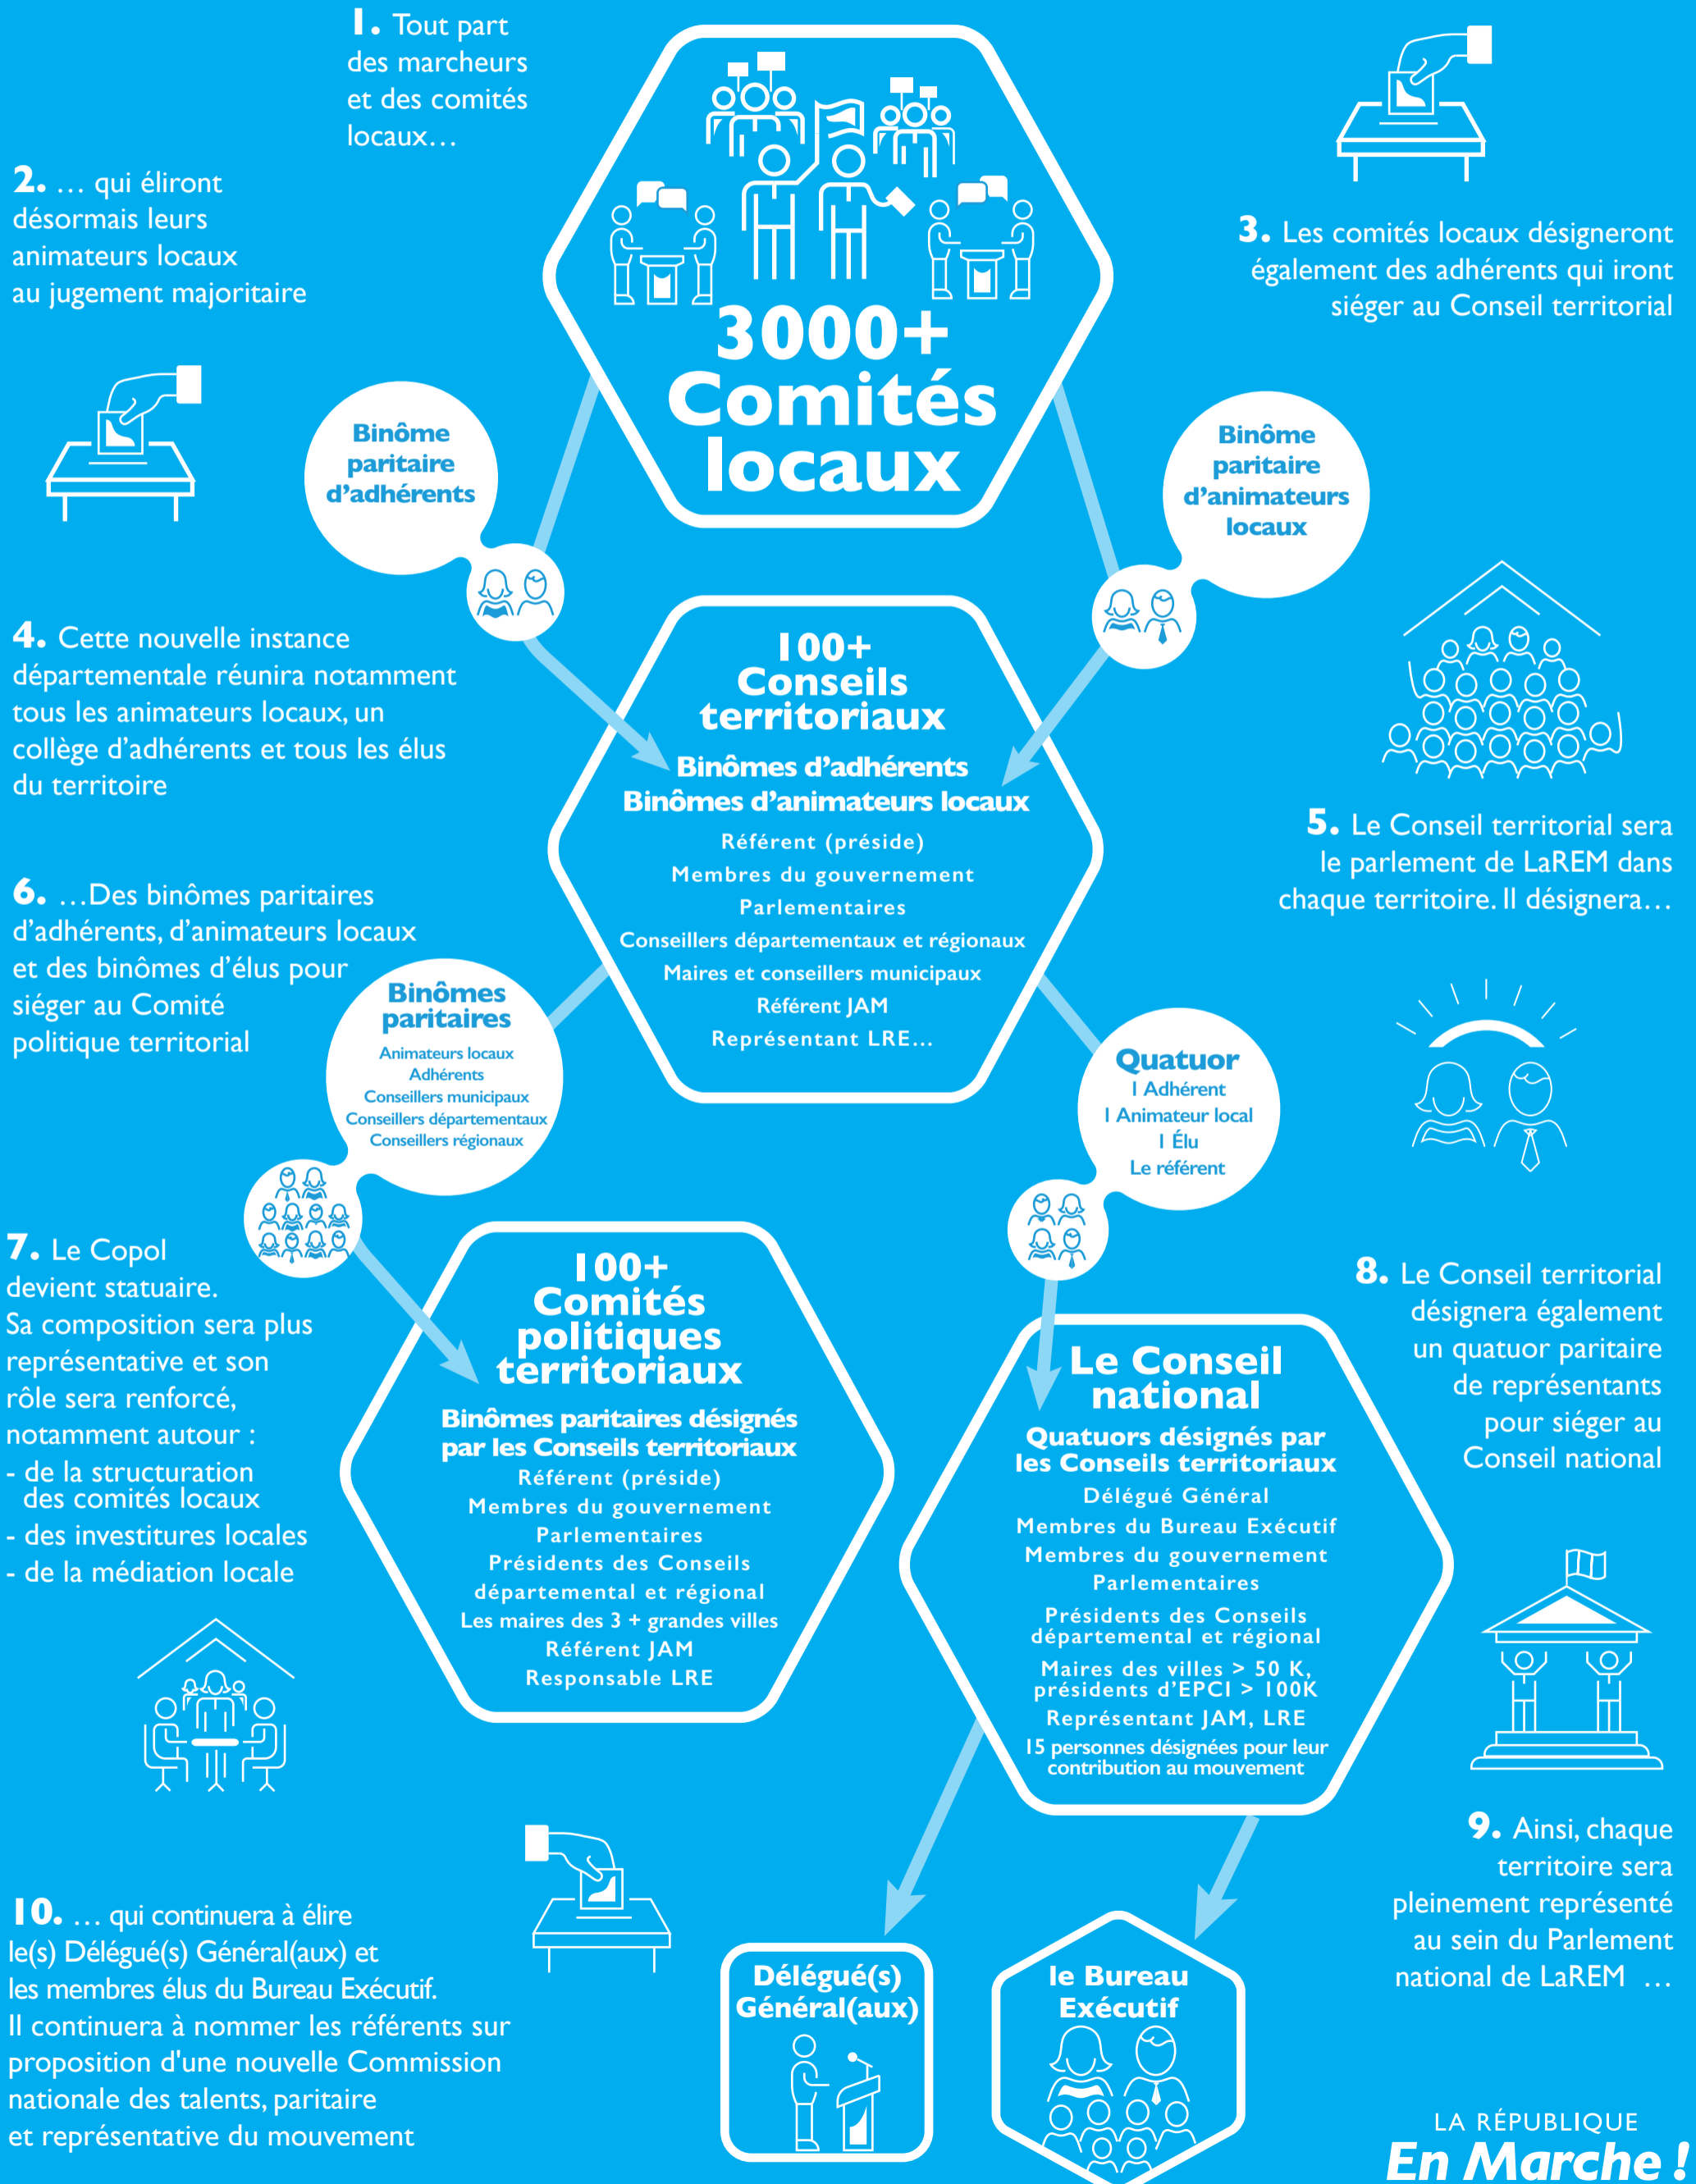 1. Tout part
des marcheurs
et des comités
locaux…
2. … qui éliront
désormais leurs
animateurs locaux
au jugement majoritaire
3. Les comités locaux désigneront
également des adhérents qui iront
siéger au Conseil territorial
3000+
Comités
locaux
Binôme
paritaire
d’adhérents
Binôme
paritaire
d’animateurs
locaux
4. Cette nouvelle instance
départementale réunira notamment
tous les animateurs locaux, un
collège d’adhérents et tous les élus
du territoire
100+
Conseils
territoriaux
Binômes d’adhérents
Binômes d’animateurs locaux
Référent (préside)
Membres du gouvernement
Parlementaires
Conseillers départementaux et régionaux
Maires et conseillers municipaux
Référent JAM
Représentant LRE…
5. Le Conseil territorial sera
le parlement de LaREM dans
chaque territoire. Il désignera…
6. …Des binômes paritaires
d’adhérents, d’animateurs locaux
et des binômes d’élus pour
siéger au Comité
politique territorial
Binômes
paritaires
Animateurs locaux
Adhérents
Conseillers municipaux
Conseillers départementaux
Conseillers régionaux
Quatuor
1 Adhérent
1 Animateur local
1 Élu
Le référent
7. Le Copol
devient statuaire.
Sa composition sera plus
représentative et son
rôle sera renforcé,
notamment autour :
- de la structuration
des comités locaux
- des investitures locales
- de la médiation locale
100+
Comités
politiques
territoriaux
Binômes paritaires désignés
par les Conseils territoriaux
Référent (préside)
Membres du gouvernement
Parlementaires
Présidents des Conseils
départemental et régional
Les maires des 3 + grandes villes
Référent JAM
Responsable LRE
8. Le Conseil territorial
désignera également
un quatuor paritaire
de représentants
pour siéger au
Conseil national
Le Conseil
national
Quatuors désignés par
les Conseils territoriaux
Délégué Général
Membres du Bureau Exécutif
Membres du gouvernement
Parlementaires
Présidents des Conseils
départemental et régional
Maires des villes > 50 K,
présidents d’EPCI > 100K
Représentant JAM, LRE
15 personnes désignées pour leur
contribution au mouvement
9. Ainsi, chaque
territoire sera
pleinement représenté
au sein du Parlement
national de LaREM …
10. … qui continuera à élire
le(s) Délégué(s) Général(aux) et
les membres élus du Bureau Exécutif.
Il continuera à nommer les référents sur
proposition d'une nouvelle Commission
nationale des talents, paritaire
et représentative du mouvement
Délégué(s)
Général(aux)
le Bureau
Exécutif
LA RÉPUBLIQUE
En Marche !